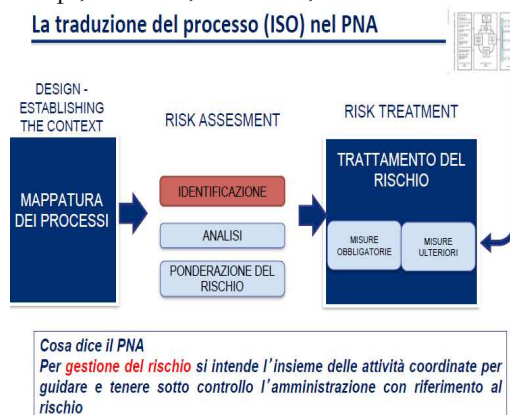 La traduzione del processo (ISO) nel PNA
DESIGN -
ESTABLISHING
THE CONTEXT
MAPPATURA
DEI PROCESSI
RISK ASSESMENT
IDENTIFICAZIONE
ANALISI
PONDERAZIONE DEL
RISCHIO
RISK TREATMENT
TRATTAMENTO DEL
RISCHIO
MISURE
OBBLIGATORIE
MISURE
ULTERIORI
Cosa dice il PNA
Per gestione del rischio si intende l'insieme delle attività coordinate per
guidare e tenere sotto controllo l'amministrazione con riferimento al
rischio